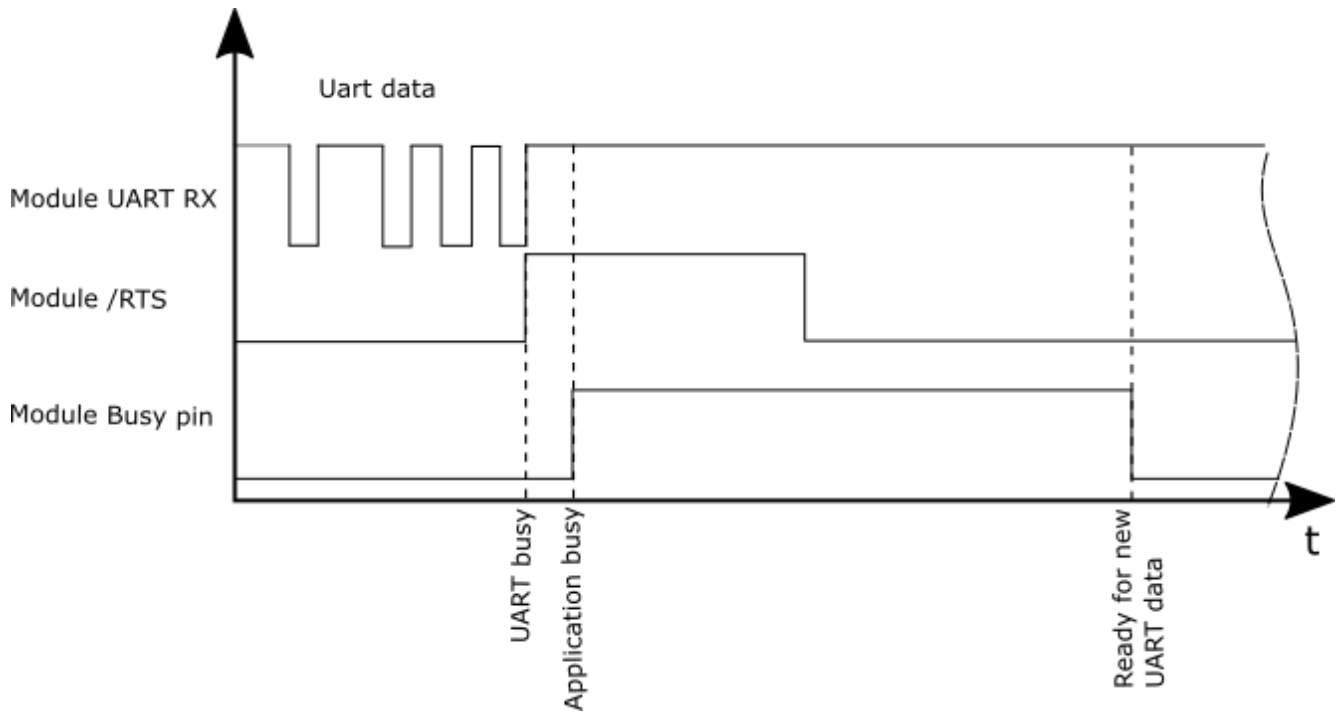 Uart data
Module UART RX
Module /RTS
Module Busy pin
t
UART busy
Application busy
Ready for new
UART data